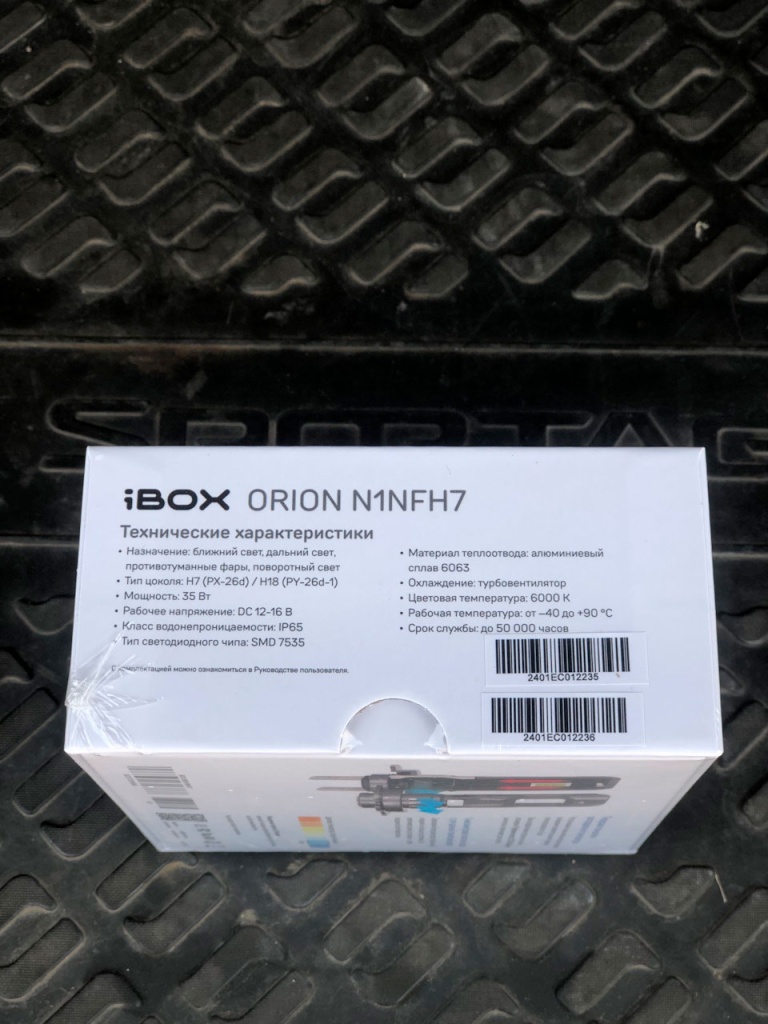 SPORTAGE
iBOX ORION N1NFH7
Технические характеристики
• Назначение: ближний свет, дальний свет,
противотуманные фары, поворотный свет
• Тип цоколя: H7 (PX-26d) / H18 (PY-26d-1)
• Мощность: 35 Вт
• Рабочее напряжение: DC 12-16 В
• Класс водонепроницаемости: IP65
• Тип светодиодного чипа: SMD 7535
С комплектацией можно ознакомиться в Руководстве пользователя.
• Материал теплоотвода: алюминиевый
сплав 6063
• Охлаждение: турбовентилятор
• Цветовая температура: 6000 К
• Рабочая температура: от –40 до +90 °С
• Срок службы: до 50 000 часов
2401EC012235
2401EC012236